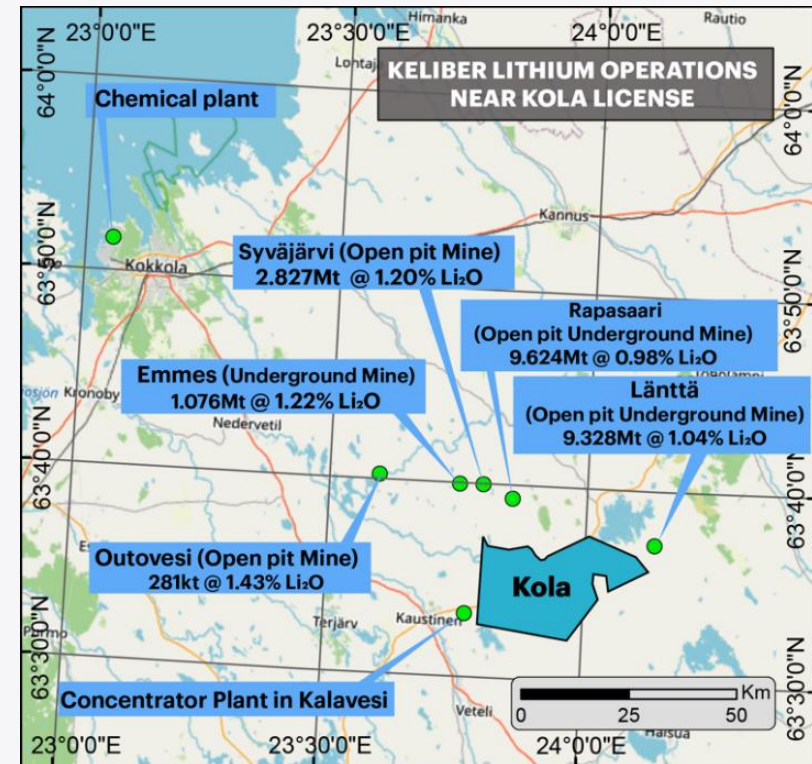 23°0'0"E
23°30'0"E
24°0'0"E
Himanka
Rautio
64°0'0"N
64°0'0"N
KELIBER LITHIUM OPERATIONS
NEAR KOLA LICENSE
Chemical plant
Kannus
Kokkola
63°50'0"N
63°50'0"N
Syväjärvi (Open pit Mine)
2.827Mt @ 1.20% Li₂O
Rapasaari
(Open pit Underground Mine)
9.624Mt @ 0.98% Li₂O
Emmes (Underground Mine)
1.076Mt @ 1.22% Li₂O
Länttä
(Open pit Underground Mine)
9.328Mt @ 1.04% Li₂O
Kronoby
Nedervetil
63°40'0"N
63°40'0"N
Outovesi (Open pit Mine)
281kt @ 1.43% Li₂O
Kola
Terjärv
Kaustinen
63°30'0"N
63°30'0"N
Concentrator Plant in Kalavesi
Veteli
Km
0
25
50
23°0'0"E
23°30'0"E
24°0'0"E